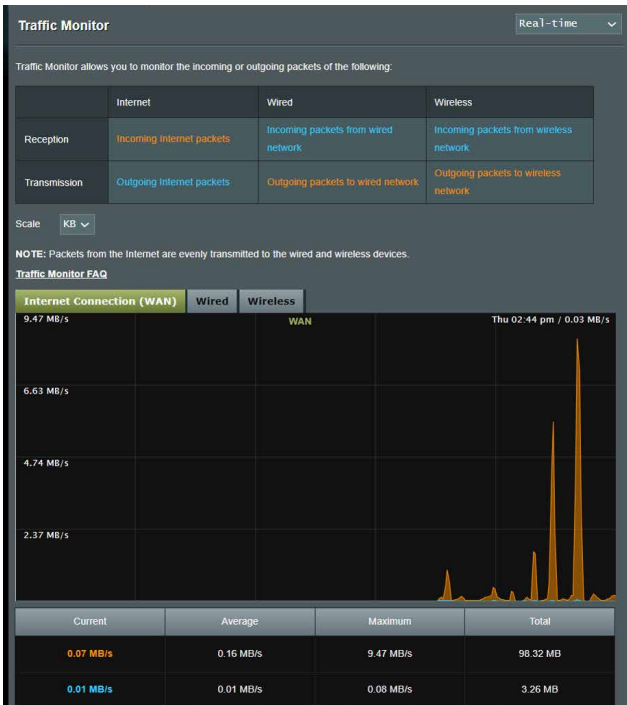 Traffic Monitor
Real-time
Traffic Monitor allows you to monitor the incoming or outgoing packets of the following:
Internet Wired Wireless
Reception Incoming Internet packets Incoming packets from wired network Incoming packets from wireless network
Transmission Outgoing Internet packets Outgoing packets to wired network Outgoing packets to wireless network
Scale KB
NOTE: Packets from the Internet are evenly transmitted to the wired and wireless devices.
Traffic Monitor FAQ
Internet Connection (WAN) Wired Wireless
9.47 MB/s WAN Thu 02:44 pm / 0.03 MB/s
6.63 MB/s
4.74 MB/s
2.37 MB/s
Current Average Maximum Total
0.07 MB/s 0.16 MB/s 9.47 MB/s 98.32 MB
0.01 MB/s 0.01 MB/s 0.08 MB/s 3.26 MB